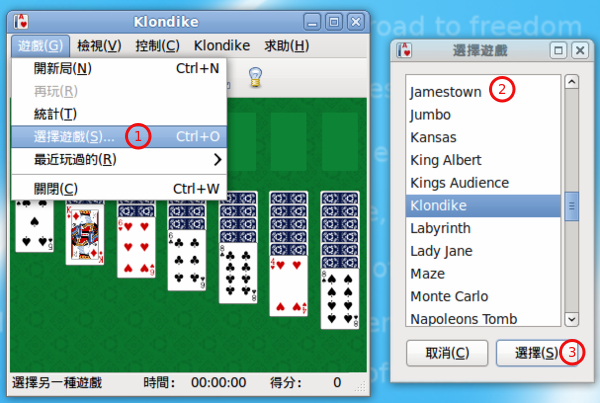 Klondike
遊戲(G) 檢視(V) 控制(C) Klondike 求助(H)
開新局(N) Ctrl+N
再玩(R)
統計(T)
選擇遊戲(S)... 1 Ctrl+O
最近玩過的(R)
關閉(C) Ctrl+W
選擇另一種遊戲 時間: 00:00:00 得分: 0
road to freedom
選擇遊戲
Jamestown 2
Jumbo
Kansas
King Albert
Kings Audience
Klondike
Labyrinth
Lady Jane
Maze
Monte Carlo
Napoleons Tomb
取消(C) 選擇(S) 3